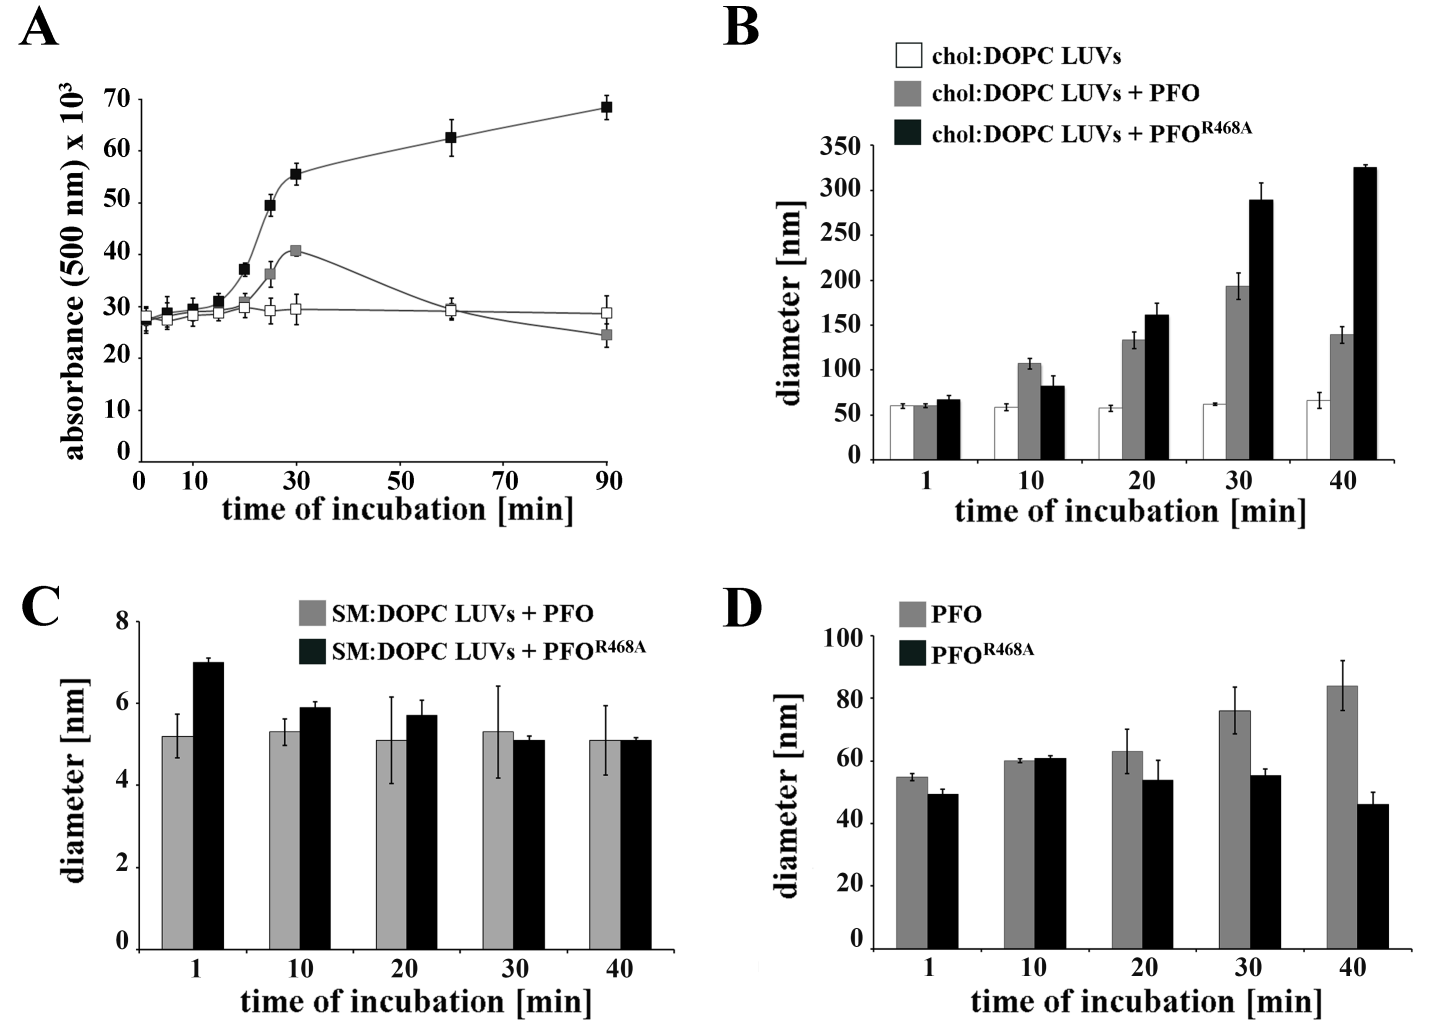 A
absorbance (500 nm) x 10³
70
60
50
40
30
20
10
0
0 10 30 50 70 90
time of incubation [min]
B
chol:DOPC LUVs
chol:DOPC LUVs + PFO
chol:DOPC LUVs + PFO^R468A
diameter [nm]
350
300
250
200
150
100
50
0
1 10 20 30 40
time of incubation [min]
C
SM:DOPC LUVs + PFO
SM:DOPC LUVs + PFO^R468A
diameter [nm]
8
6
4
2
0
1 10 20 30 40
time of incubation [min]
D
PFO
PFO^R468A
diameter [nm]
100
80
60
40
20
0
1 10 20 30 40
time of incubation [min]